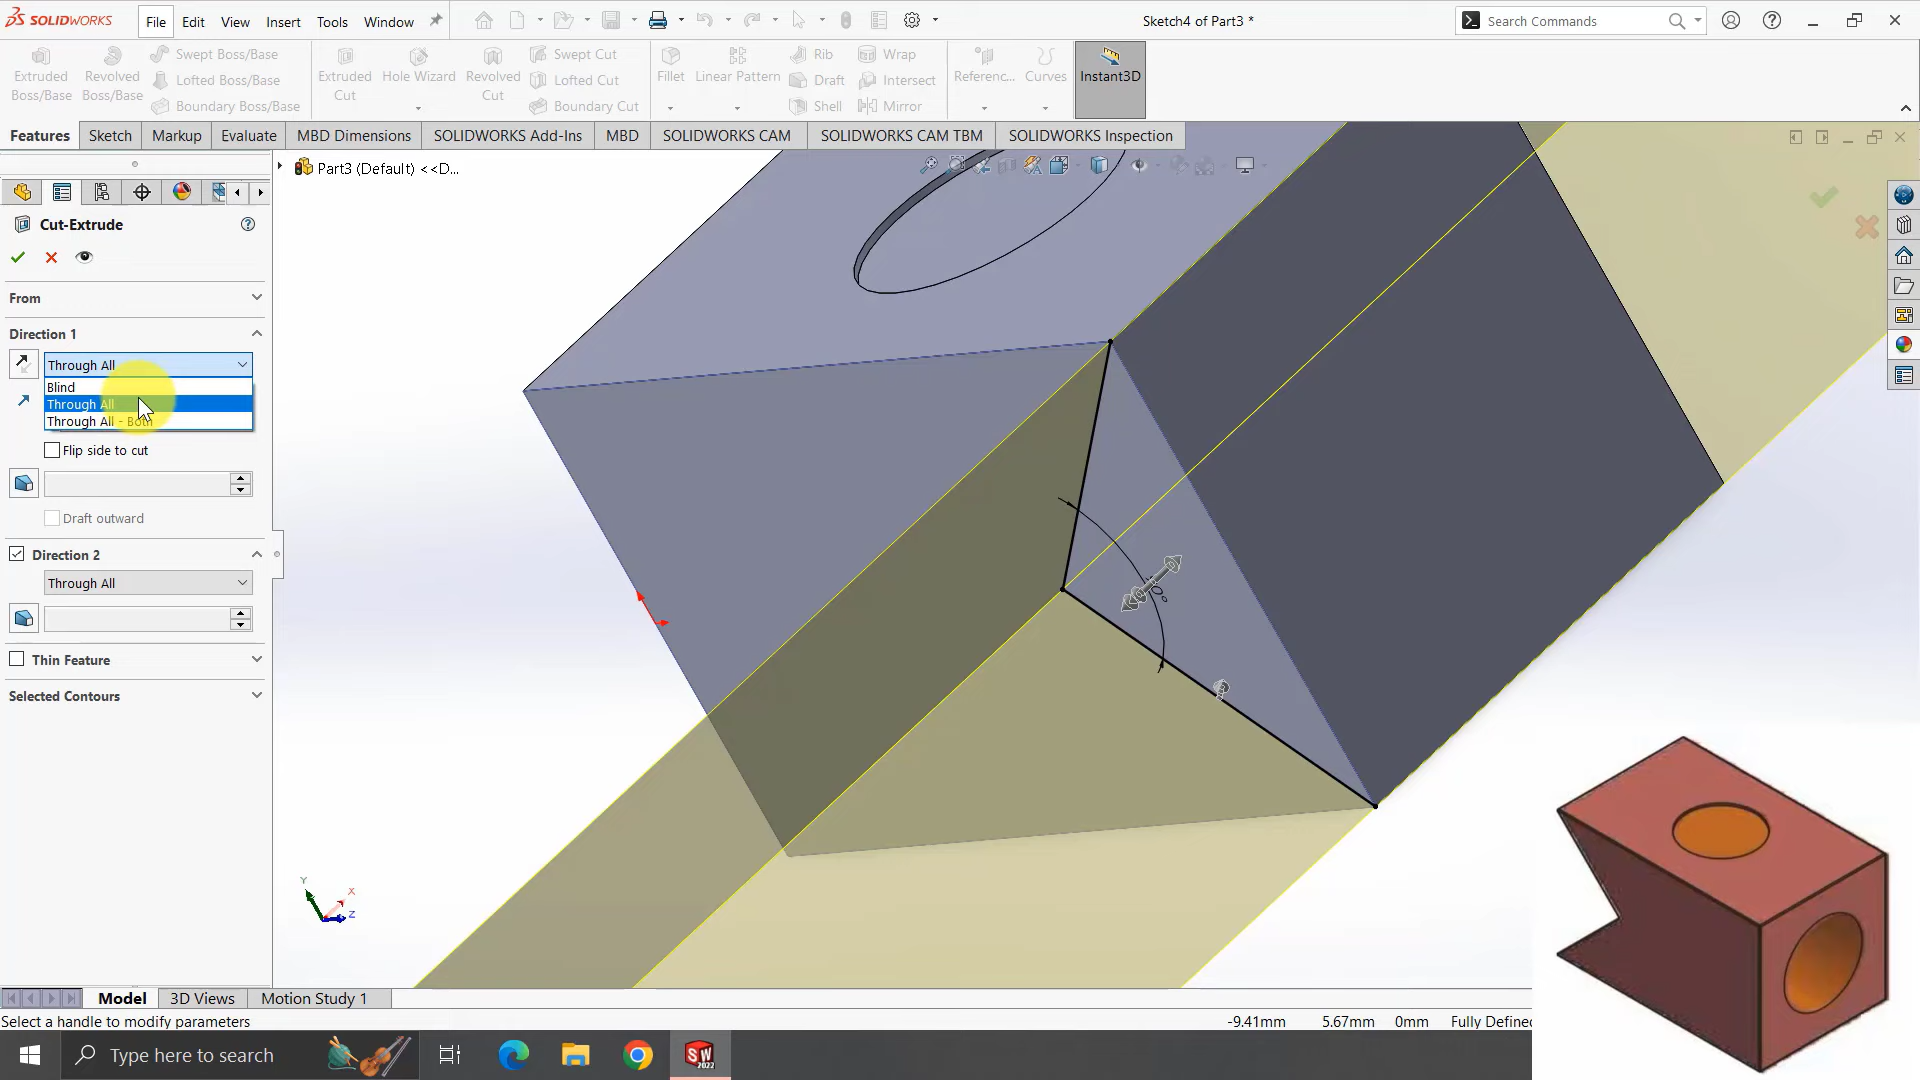 SOLIDWORKS File Edit View Insert Tools Window Sketch4 of Part3 * Search Commands
Extruded Boss/Base
Revolved Boss/Base
Swept Boss/Base
Lofted Boss/Base
Boundary Boss/Base
Extruded Cut
Hole Wizard
Revolved Cut
Swept Cut
Lofted Cut
Boundary Cut
Fillet
Linear Pattern
Rib
Draft
Shell
Wrap
Intersect
Mirror
Referenc...
Curves
Instant3D
Features Sketch Markup Evaluate MBD Dimensions SOLIDWORKS Add-Ins MBD SOLIDWORKS CAM SOLIDWORKS CAM TBM SOLIDWORKS Inspection
Part3 (Default) <<D...
Cut-Extrude
From
Direction 1
Through All
Blind
Through All
Through All - Both
Flip side to cut
Draft outward
Direction 2
Through All
Thin Feature
Selected Contours
Y
X
Z
Model 3D Views Motion Study 1
Select a handle to modify parameters -9.41mm 5.67mm 0mm Fully Define
Type here to search
SW
2022